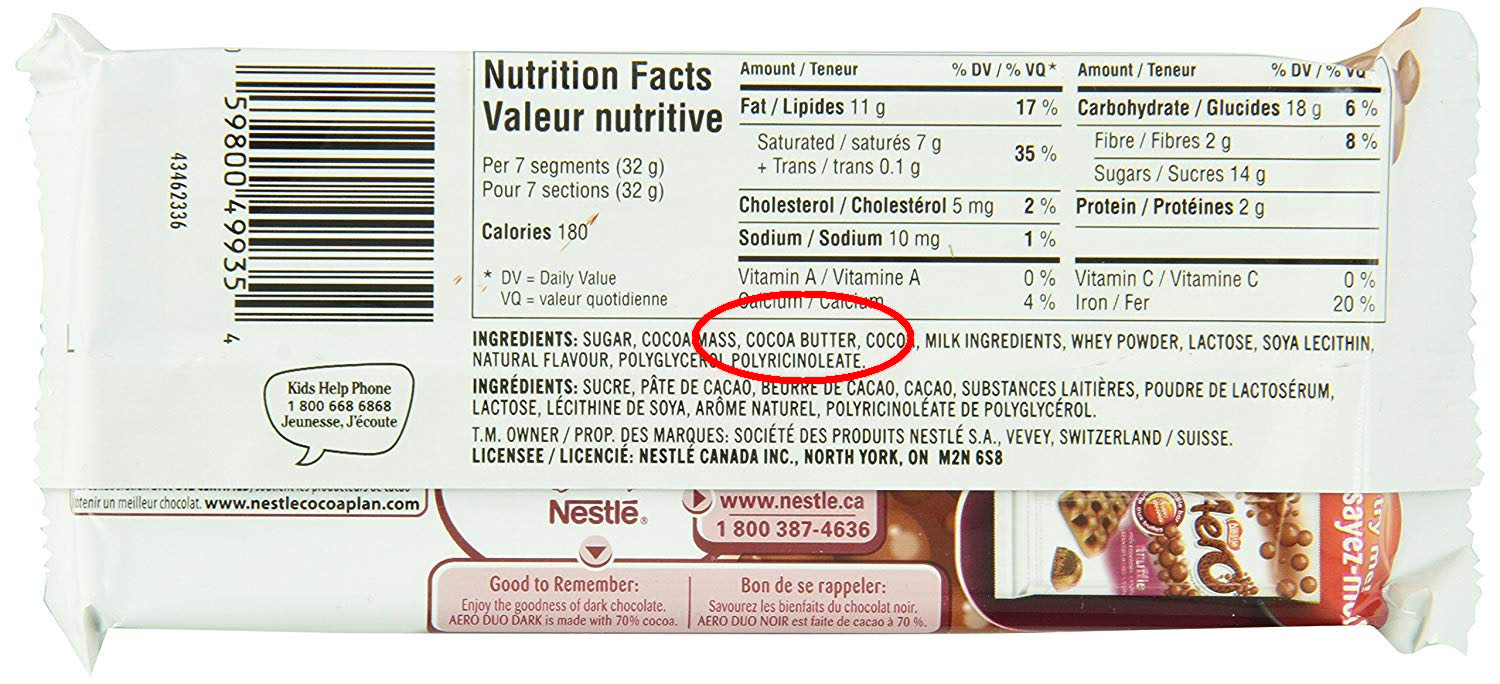 5980049935
4
43462336
Nutrition Facts
Valeur nutritive
Per 7 segments (32 g)
Pour 7 sections (32 g)
Calories 180
* DV = Daily Value
VQ = valeur quotidienne
Amount / Teneur % DV / % VQ *
Fat / Lipides 11 g 17 %
Saturated / saturés 7 g
+ Trans / trans 0.1 g
35 %
Cholesterol / Cholestérol 5 mg 2 %
Sodium / Sodium 10 mg 1 %
Vitamin A / Vitamine A 0 %
Calcium / Calcium 4 %
Amount / Teneur % DV / % VQ
Carbohydrate / Glucides 18 g 6 %
Fibre / Fibres 2 g 8 %
Sugars / Sucres 14 g
Protein / Protéines 2 g
Vitamin C / Vitamine C 0 %
Iron / Fer 20 %
INGREDIENTS: SUGAR, COCOA MASS, COCOA BUTTER, COCOA, MILK INGREDIENTS, WHEY POWDER, LACTOSE, SOYA LECITHIN,
NATURAL FLAVOUR, POLYGLYCEROL POLYRICINOLEATE.
INGRÉDIENTS: SUCRE, PÂTE DE CACAO, BEURRE DE CACAO, CACAO, SUBSTANCES LAITIÈRES, POUDRE DE LACTOSÉRUM,
LACTOSE, LÉCITHINE DE SOYA, ARÔME NATUREL, POLYRICINOLÉATE DE POLYGLYCÉROL.
T.M. OWNER / PROP. DES MARQUES: SOCIÉTÉ DES PRODUITS NESTLÉ S.A., VEVEY, SWITZERLAND / SUISSE.
LICENSEE / LICENCIÉ: NESTLÉ CANADA INC., NORTH YORK, ON M2N 6S8
Kids Help Phone
1 800 668 6868
Jeunesse, J'écoute
un meilleur chocolat. www.nestlecocoaplan.com
Nestlé®
www.nestle.ca
1 800 387-4636
Good to Remember:
Enjoy the goodness of dark chocolate.
AERO DUO DARK is made with 70% cocoa.
Bon de se rappeler:
Savourez les bienfaits du chocolat noir.
AERO DUO NOIR est faite de cacao à 70 %.
Nestlé
Aero
truffle
try me!